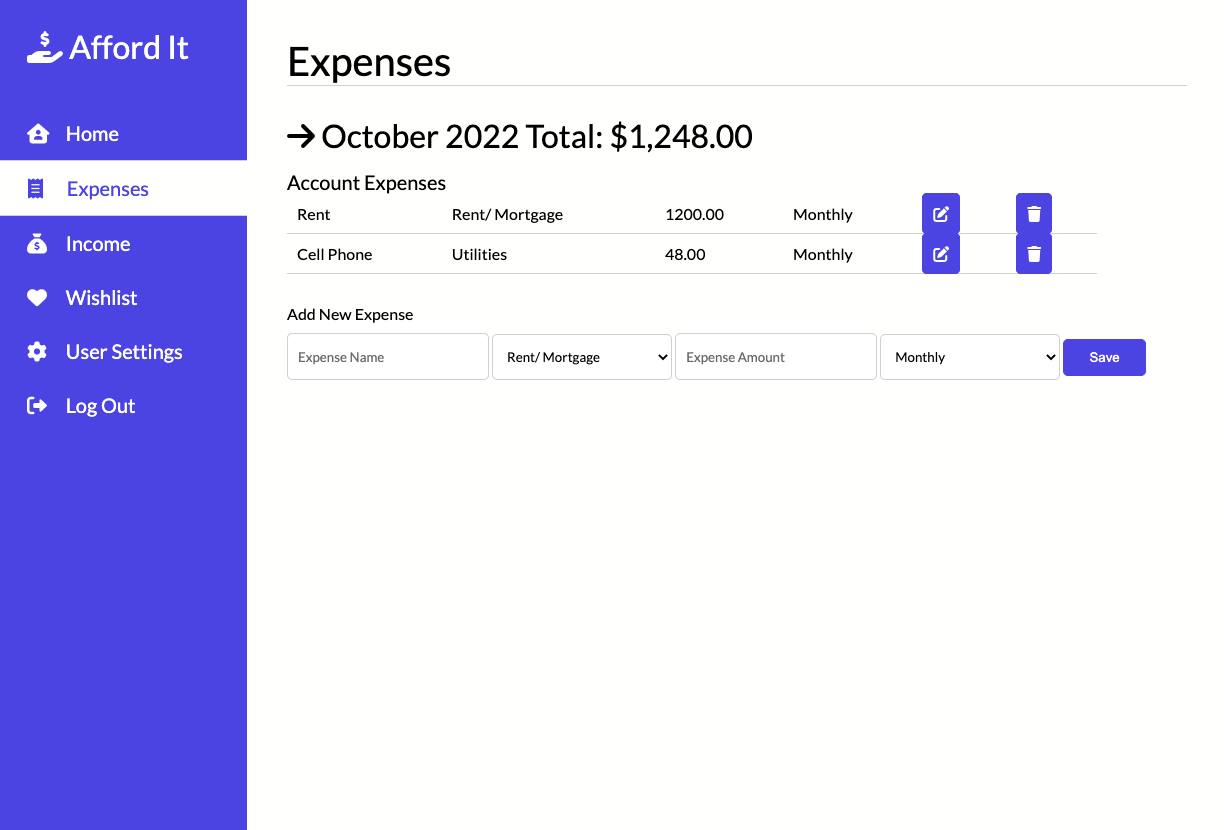 Afford It
Home
Expenses
Income
Wishlist
User Settings
Log Out
Expenses
October 2022 Total: $1,248.00
Account Expenses
Rent Rent/ Mortgage 1200.00 Monthly
Cell Phone Utilities 48.00 Monthly
Add New Expense
Expense Name Rent/ Mortgage Expense Amount Monthly Save